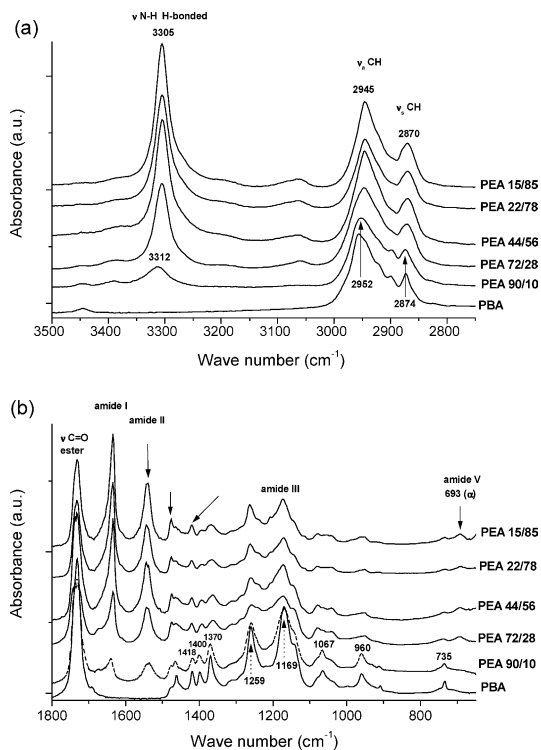 (a)
ν N-H H-bonded
3305
νa CH
2945
νs CH
2870
PEA 15/85
PEA 22/78
PEA 44/56
3312
PEA 72/28
PEA 90/10
2952
2874
PBA
Absorbance (a.u.)
3500 3400 3300 3200 3100 3000 2900 2800
Wave number (cm-1)
(b)
amide I
amide II
ν C=O
ester
amide III
amide V
693 (α)
PEA 15/85
PEA 22/78
PEA 44/56
PEA 72/28
1418
1400
1370
1067
960
735
PEA 90/10
1259
1169
PBA
Absorbance (a.u.)
1800 1600 1400 1200 1000 800
Wave number (cm-1)